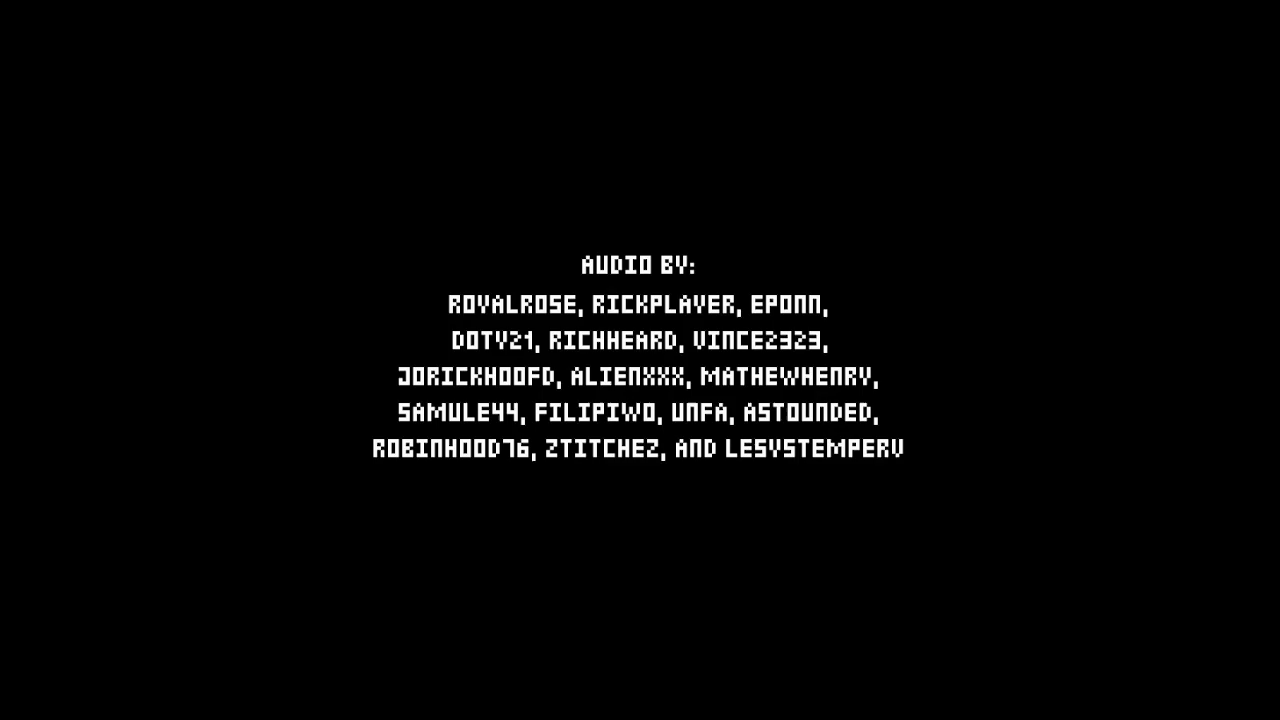 AUDIO BY:
ROYALROSE, RICKPLAYER, EPONN,
DOTY21, RICHHEARD, VINCE2323,
JORICKHOOFD, ALIENXXX, MATHEWHENRY,
SAMULE44, FILIPIWO, UNFA, ASTOUNDED,
ROBINHOOD76, ZTITCHEZ, AND LESYSTEMPERV